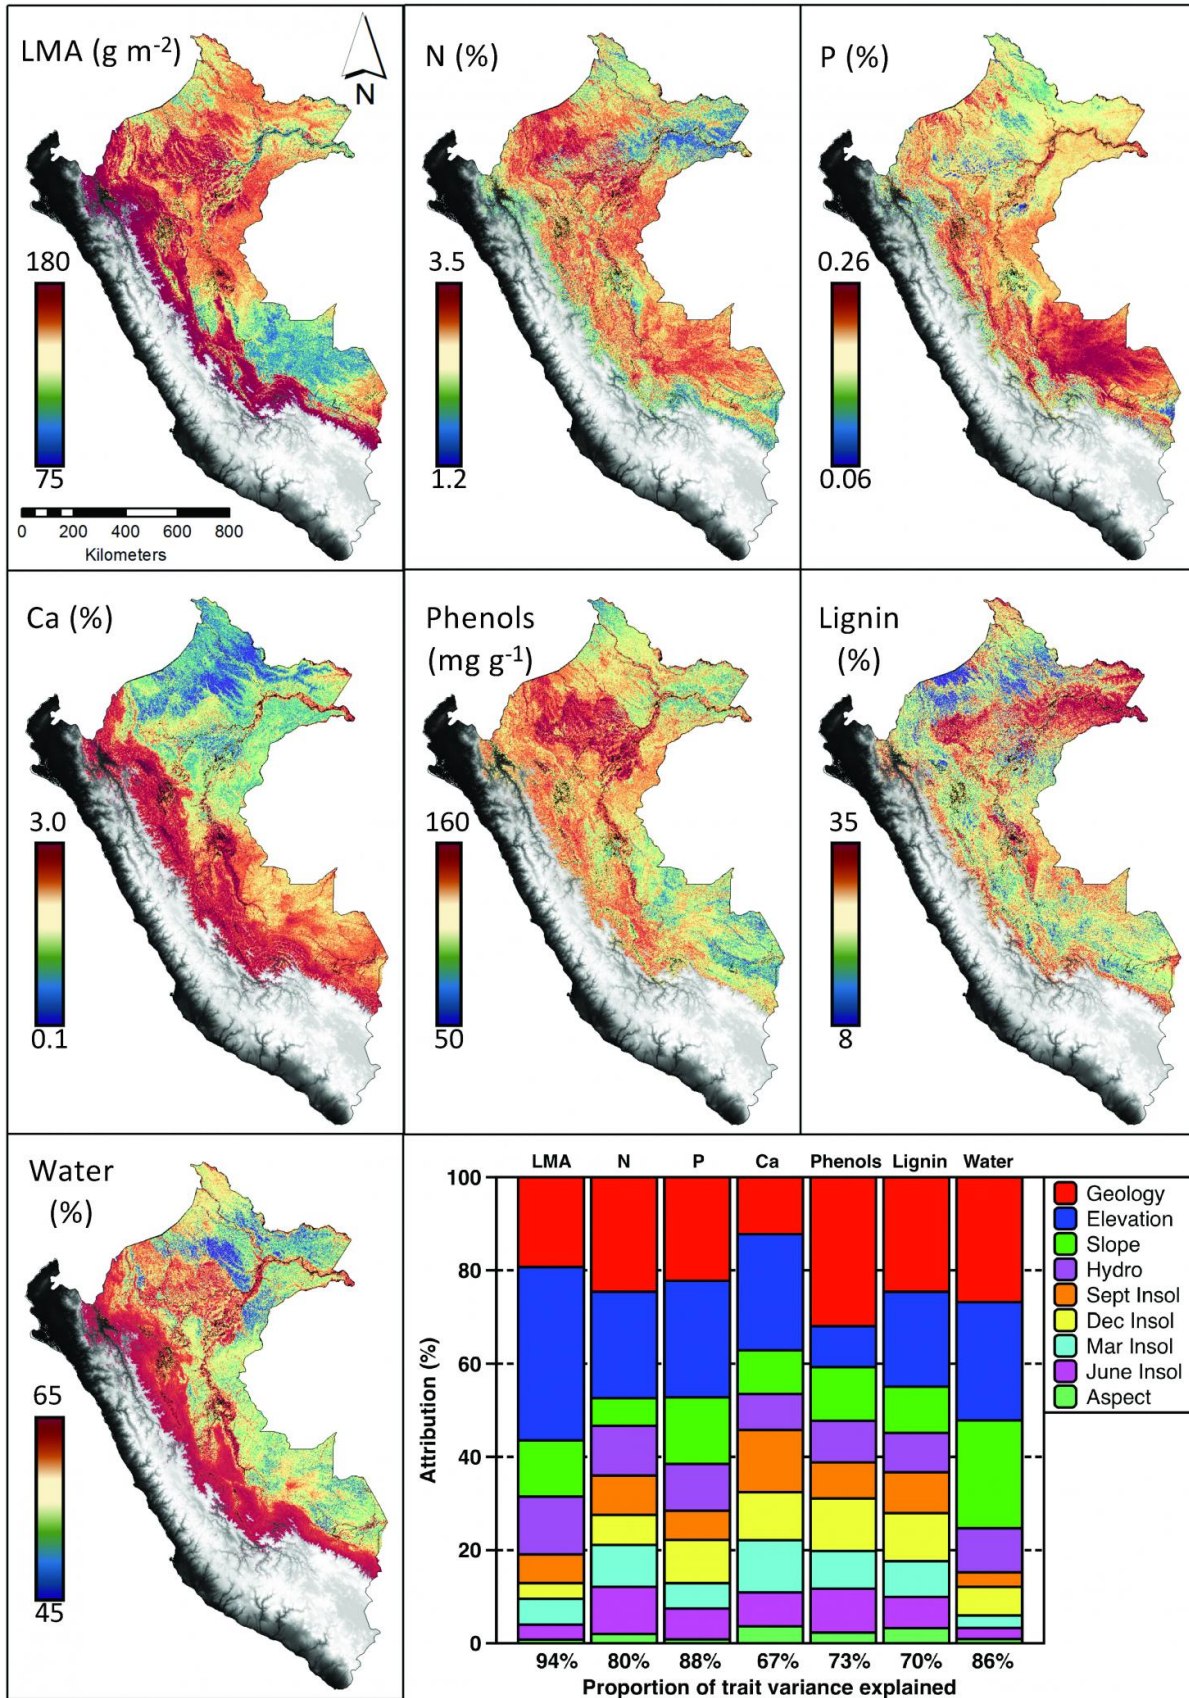 LMA (g m⁻²)
N
180
75
0 200 400 600 800
Kilometers
N (%)
3.5
1.2
P (%)
0.26
0.06
Ca (%)
3.0
0.1
Phenols
(mg g⁻¹)
160
50
Lignin
(%)
35
8
Water
(%)
65
45
LMA N P Ca Phenols Lignin Water
100
80
60
40
20
0
Attribution (%)
94% 80% 88% 67% 73% 70% 86%
Proportion of trait variance explained
Geology
Elevation
Slope
Hydro
Sept Insol
Dec Insol
Mar Insol
June Insol
Aspect